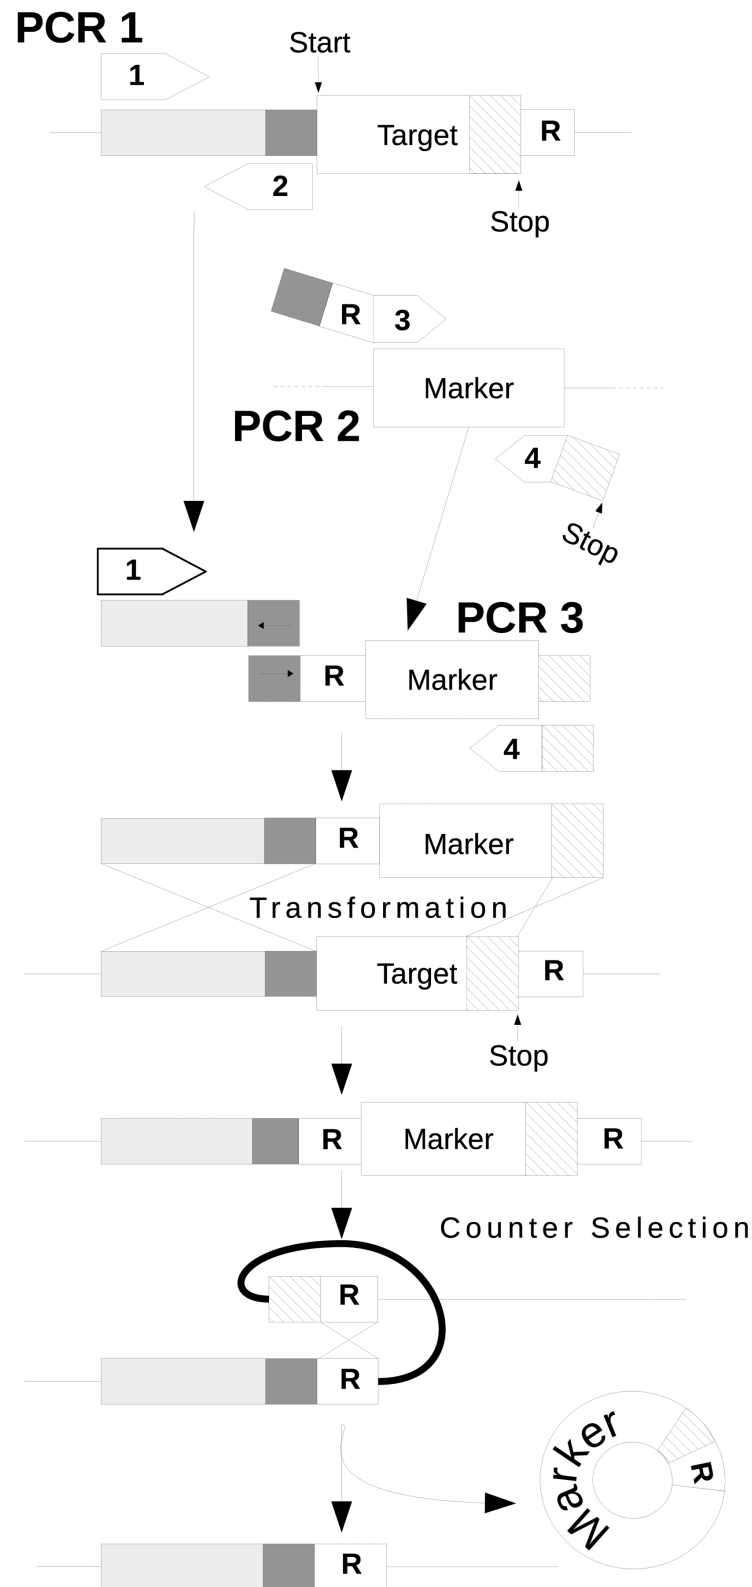 PCR 1
Start
1
Target
R
2
Stop
R
3
Marker
PCR 2
4
Stop
1
PCR 3
R
Marker
4
R
Marker
Transformation
Target
R
Stop
R
Marker
R
Counter Selection
R
R
Marker
R
R